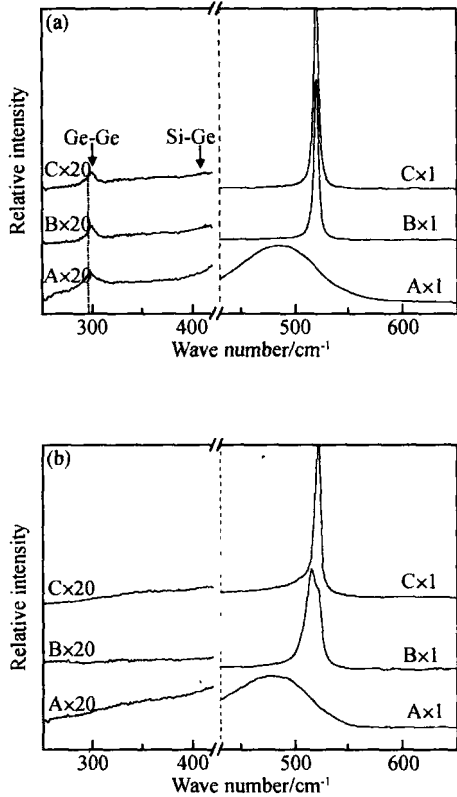 (a)
Relative intensity
Ge-Ge
Si-Ge
C×20
C×1
B×20
B×1
A×20
A×1
300
400
500
600
Wave number/cm⁻¹
(b)
Relative intensity
C×20
C×1
B×20
B×1
A×20
A×1
300
400
500
600
Wave number/cm⁻¹